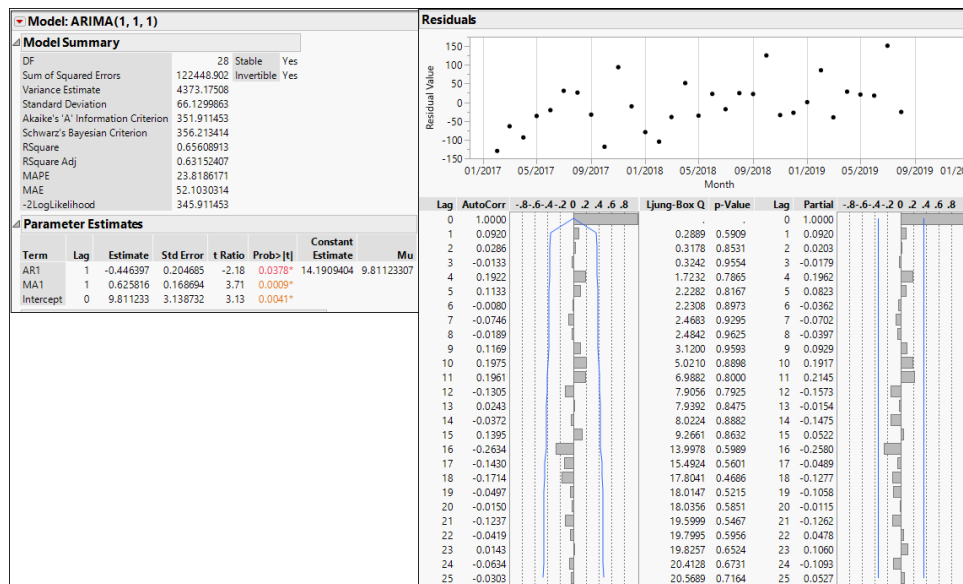 Model: ARIMA(1, 1, 1)
Model Summary
DF 28 Stable Yes
Sum of Squared Errors 122448.902 Invertible Yes
Variance Estimate 4373.17508
Standard Deviation 66.1299863
Akaike's 'A' Information Criterion 351.911453
Schwarz's Bayesian Criterion 356.213414
RSquare 0.65608913
RSquare Adj 0.63152407
MAPE 23.8186171
MAE 52.1030314
-2LogLikelihood 345.911453
Parameter Estimates
Constant
Term Lag Estimate Std Error t Ratio Prob>|t| Estimate Mu
AR1 1 -0.446397 0.204685 -2.18 0.0378* 14.1909404 9.81123307
MA1 1 0.625816 0.168694 3.71 0.0009*
Intercept 0 9.811233 3.138732 3.13 0.0041*
Residuals
Residual Value
150
100
50
0
-50
-100
-150
01/2017 05/2017 09/2017 01/2018 05/2018 09/2018 01/2019 05/2019 09/2019 01/20
Month
Lag AutoCorr -.8-.6-.4-.2 0 .2 .4 .6 .8 Ljung-Box Q p-Value Lag Partial -.8-.6-.4-.2 0 .2 .4 .6 .8
0 1.0000 . . 0 1.0000
1 0.0920 0.2889 0.5909 1 0.0920
2 0.0286 0.3178 0.8531 2 0.0203
3 -0.0133 0.3242 0.9554 3 -0.0179
4 0.1922 1.7232 0.7865 4 0.1962
5 0.1133 2.2282 0.8167 5 0.0823
6 -0.0080 2.2308 0.8973 6 -0.0362
7 -0.0746 2.4683 0.9295 7 -0.0702
8 -0.0189 2.4842 0.9625 8 -0.0397
9 0.1169 3.1200 0.9593 9 0.0929
10 0.1975 5.0210 0.8898 10 0.1917
11 0.1961 6.9882 0.8000 11 0.2145
12 -0.1305 7.9056 0.7925 12 -0.1573
13 0.0243 7.9392 0.8475 13 -0.0154
14 -0.0372 8.0224 0.8882 14 -0.1475
15 0.1395 9.2661 0.8632 15 0.0522
16 -0.2634 13.9978 0.5989 16 -0.2580
17 -0.1430 15.4924 0.5601 17 -0.0489
18 -0.1714 17.8041 0.4686 18 -0.1277
19 -0.0497 18.0147 0.5215 19 -0.1058
20 -0.0150 18.0356 0.5851 20 -0.0115
21 -0.1237 19.5999 0.5467 21 -0.1262
22 -0.0419 19.7995 0.5956 22 0.0478
23 0.0143 19.8257 0.6524 23 0.1060
24 -0.0634 20.4128 0.6731 24 -0.1093
25 -0.0303 20.5689 0.7164 25 0.0527